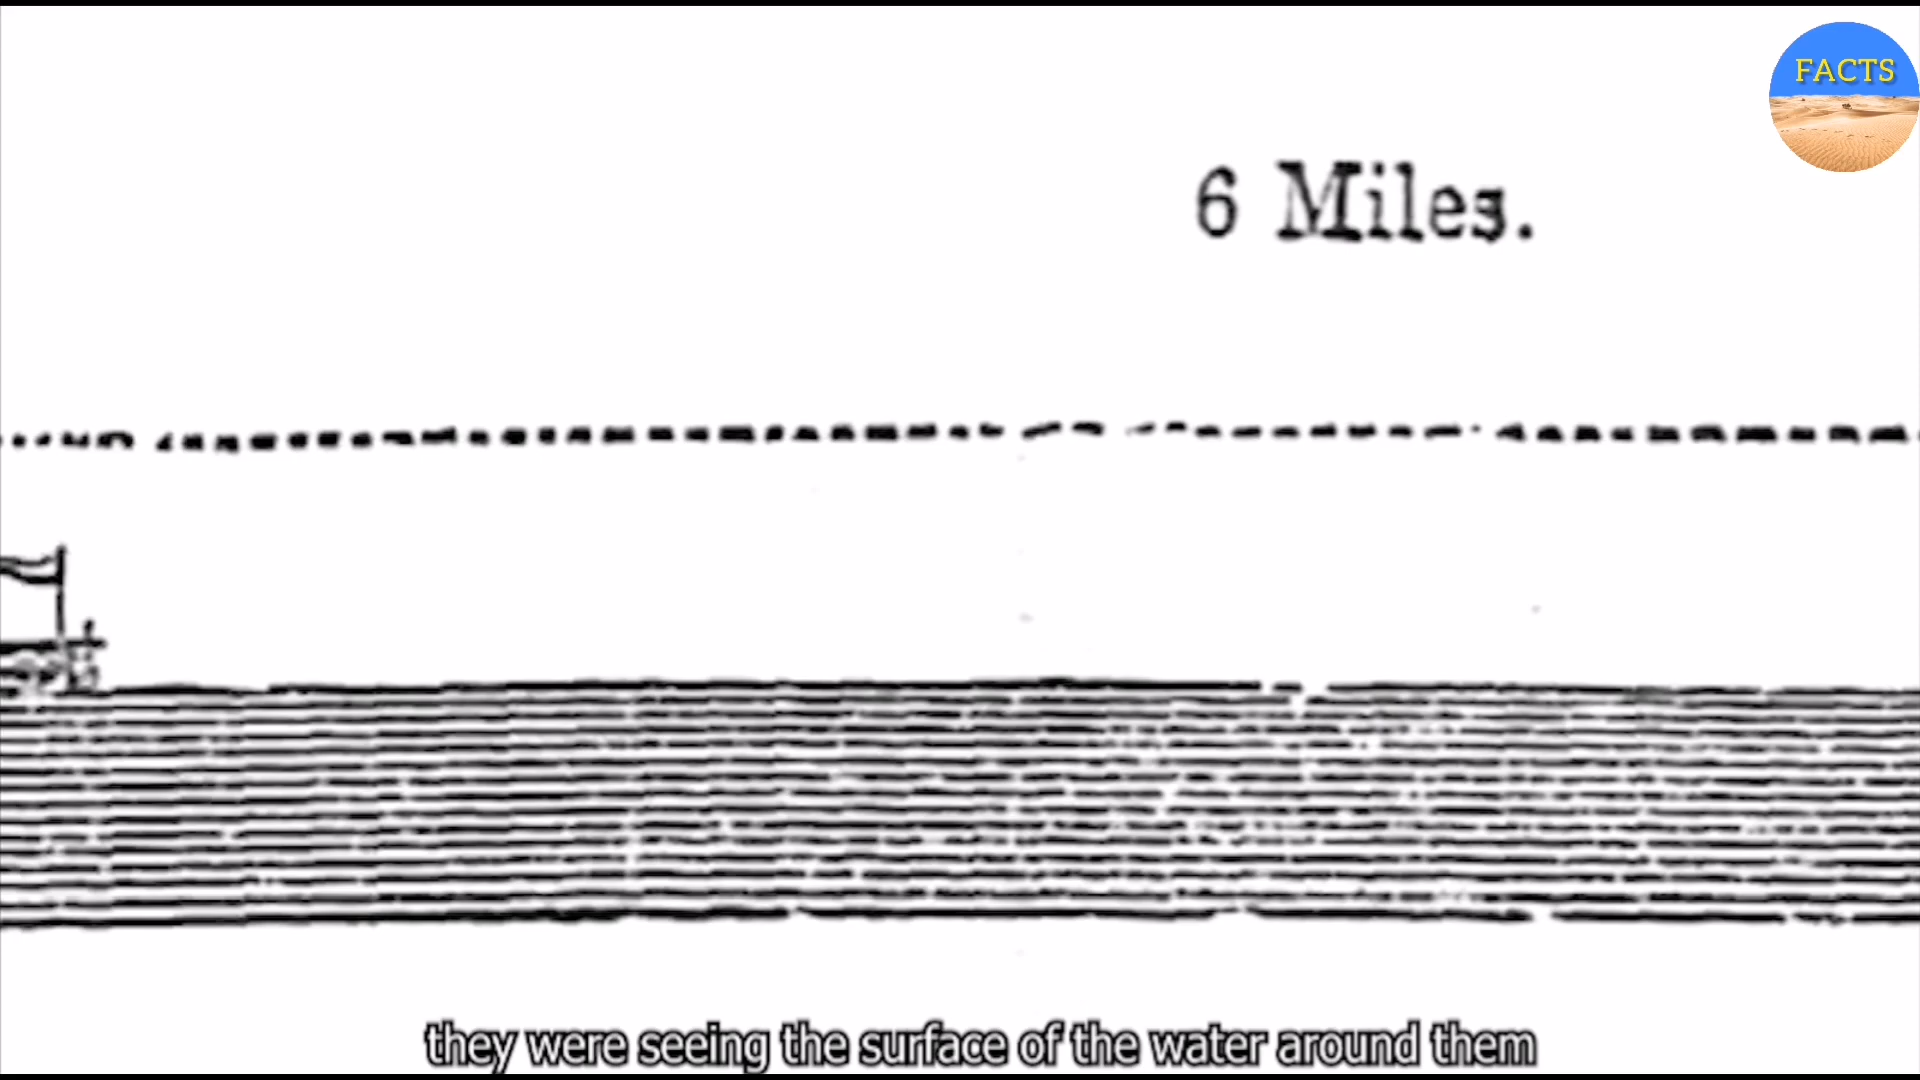 FACTS
6 Miles.
they were seeing the surface of the water around them